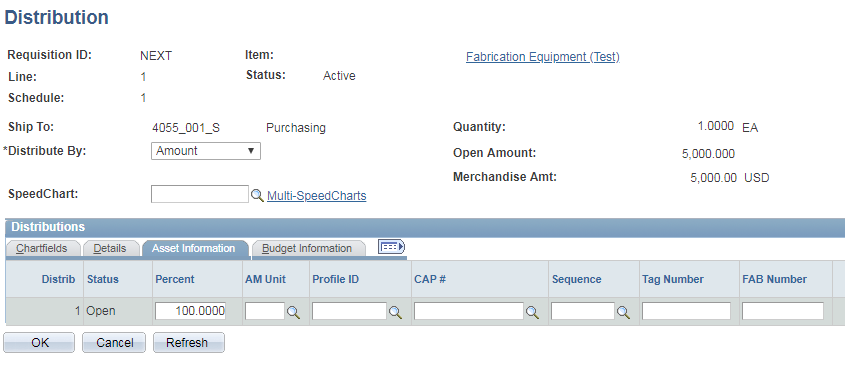 Distribution
Requisition ID: NEXT Item: Fabrication Equipment (Test)
Line: 1 Status: Active
Schedule: 1
Ship To: 4055_001_S Purchasing Quantity: 1.0000 EA
*Distribute By: Amount Open Amount: 5,000.000
Merchandise Amt: 5,000.00 USD
SpeedChart: Multi-SpeedCharts
Distributions
Chartfields Details Asset Information Budget Information
Distrib Status Percent AM Unit Profile ID CAP # Sequence Tag Number FAB Number
1 Open 100.0000
OK Cancel Refresh